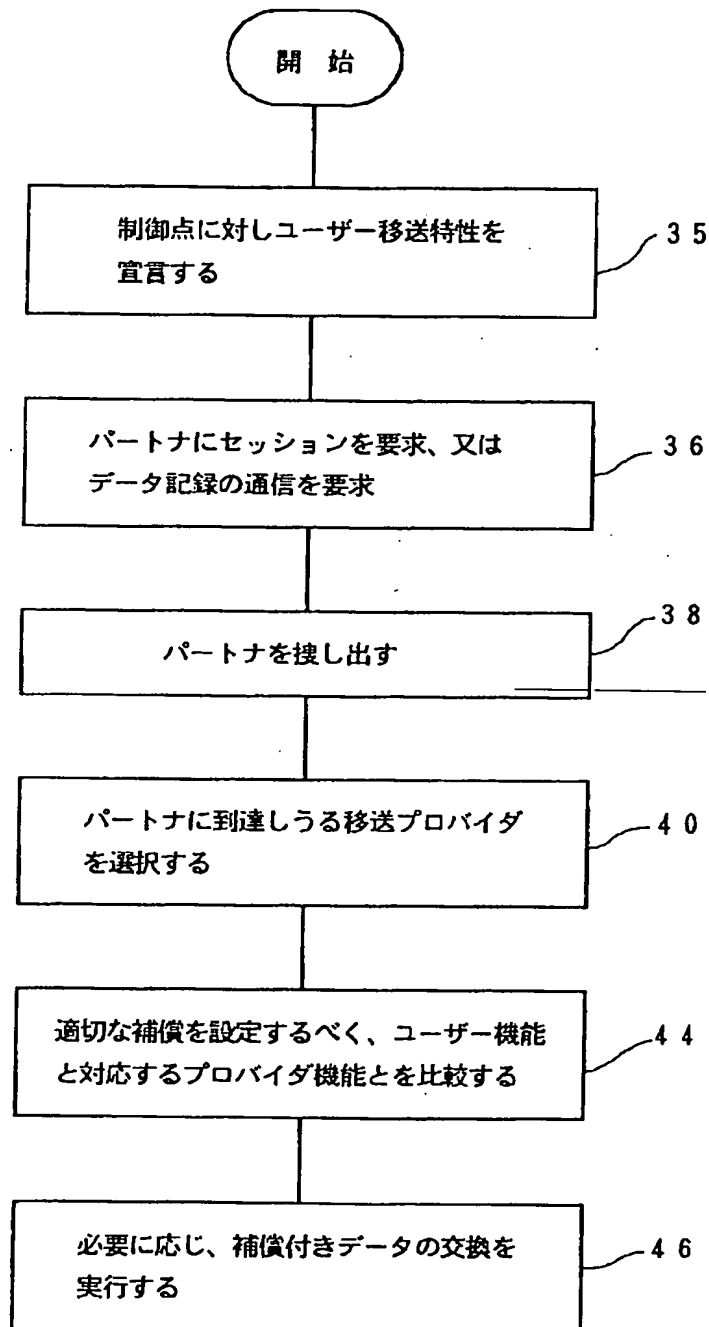 開 始
制御点に対しユーザー移送特性を
宣言する
35
パートナにセッションを要求、又は
データ記録の通信を要求
36
パートナを捜し出す
38
パートナに到達しうる移送プロバイダ
を選択する
40
適切な補償を設定するべく、ユーザー機能
と対応するプロバイダ機能とを比較する
44
必要に応じ、補償付きデータの交換を
実行する
46